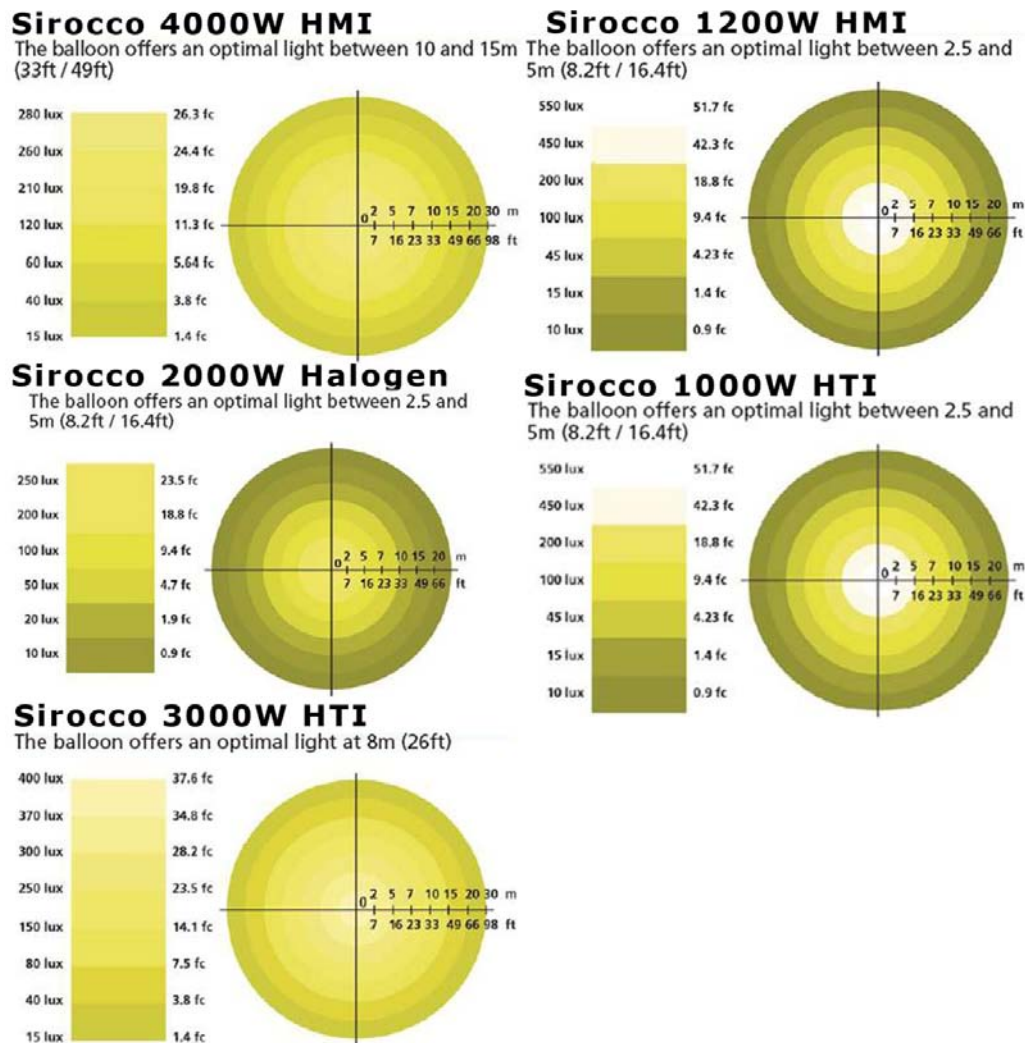 Sirocco 4000W HMI
The balloon offers an optimal light between 10 and 15m
(33ft / 49ft)
280 lux 26.3 fc
260 lux 24.4 fc
210 lux 19.8 fc
120 lux 11.3 fc
60 lux 5.64 fc
40 lux 3.8 fc
15 lux 1.4 fc
0 2 5 7 10 15 20 30 m
7 16 23 33 49 66 98 ft
Sirocco 1200W HMI
The balloon offers an optimal light between 2.5 and
5m (8.2ft / 16.4ft)
550 lux 51.7 fc
450 lux 42.3 fc
200 lux 18.8 fc
100 lux 9.4 fc
45 lux 4.23 fc
15 lux 1.4 fc
10 lux 0.9 fc
0 2 5 7 10 15 20 m
7 16 23 33 49 66 ft
Sirocco 2000W Halogen
The balloon offers an optimal light between 2.5 and
5m (8.2ft / 16.4ft)
250 lux 23.5 fc
200 lux 18.8 fc
100 lux 9.4 fc
50 lux 4.7 fc
20 lux 1.9 fc
10 lux 0.9 fc
0 2 5 7 10 15 20 m
7 16 23 33 49 66 ft
Sirocco 1000W HTI
The balloon offers an optimal light between 2.5 and
5m (8.2ft / 16.4ft)
550 lux 51.7 fc
450 lux 42.3 fc
200 lux 18.8 fc
100 lux 9.4 fc
45 lux 4.23 fc
15 lux 1.4 fc
10 lux 0.9 fc
0 2 5 7 10 15 20 m
7 16 23 33 49 66 ft
Sirocco 3000W HTI
The balloon offers an optimal light at 8m (26ft)
400 lux 37.6 fc
370 lux 34.8 fc
300 lux 28.2 fc
250 lux 23.5 fc
150 lux 14.1 fc
80 lux 7.5 fc
40 lux 3.8 fc
15 lux 1.4 fc
0 2 5 7 10 15 20 30 m
7 16 23 33 49 66 98 ft